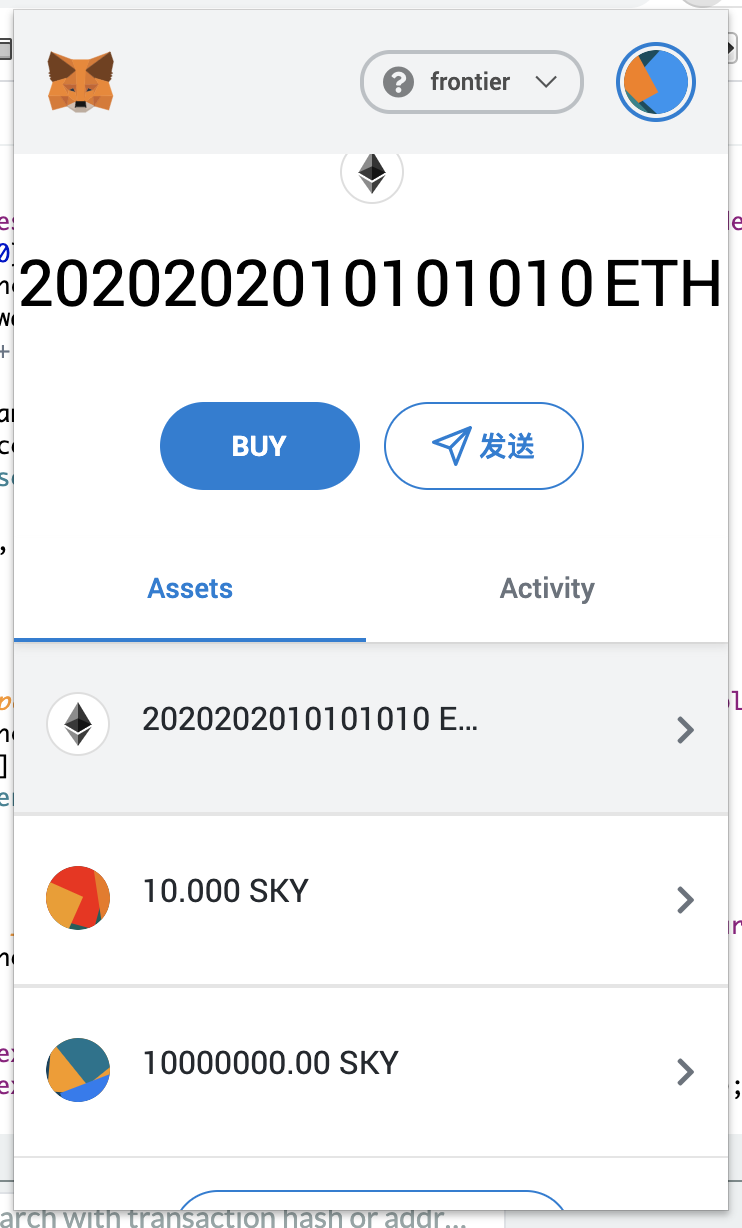 frontier
2020202010101010 ETH
BUY
发送
Assets
Activity
2020202010101010 E...
10.000 SKY
10000000.00 SKY
arch with transaction hash or addr...